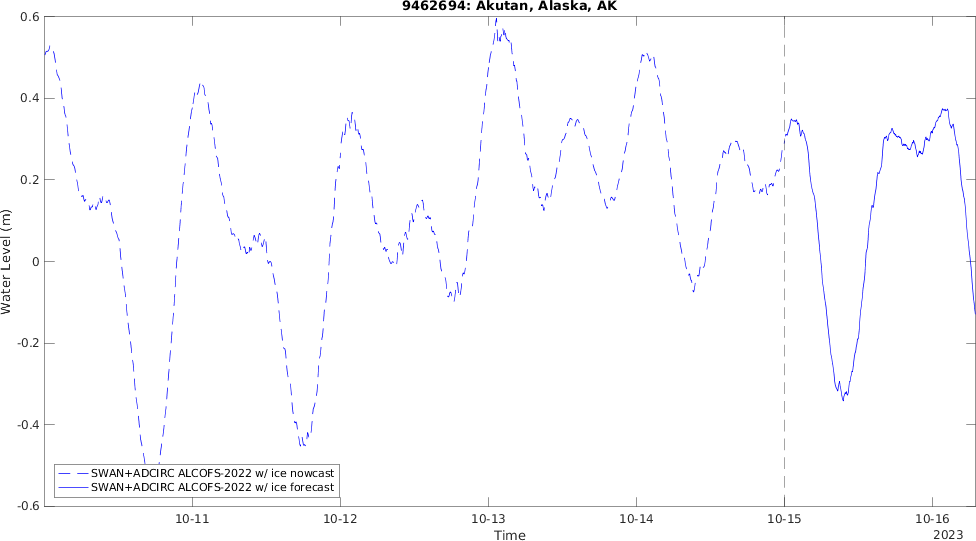 9462694: Akutan, Alaska, AK
Water Level (m)
0.6
0.4
0.2
0
-0.2
-0.4
-0.6
SWAN+ADCIRC ALCOFS-2022 w/ ice nowcast
SWAN+ADCIRC ALCOFS-2022 w/ ice forecast
10-11 10-12 10-13 10-14 10-15 10-16
Time
2023